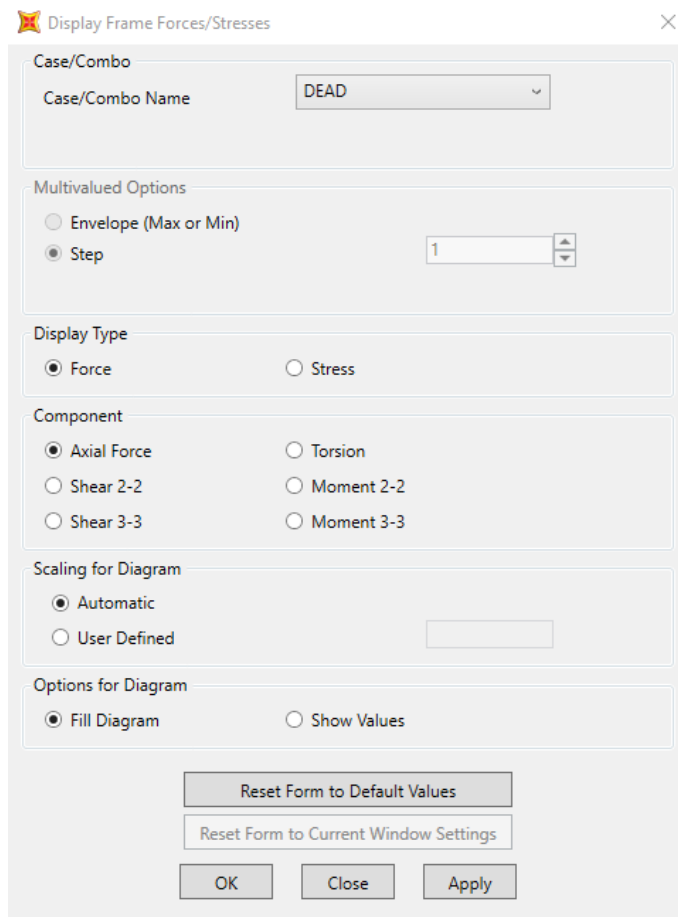 Display Frame Forces/Stresses
Case/Combo
Case/Combo Name DEAD
Multivalued Options
Envelope (Max or Min)
Step 1
Display Type
Force Stress
Component
Axial Force Torsion
Shear 2-2 Moment 2-2
Shear 3-3 Moment 3-3
Scaling for Diagram
Automatic
User Defined
Options for Diagram
Fill Diagram Show Values
Reset Form to Default Values
Reset Form to Current Window Settings
OK Close Apply